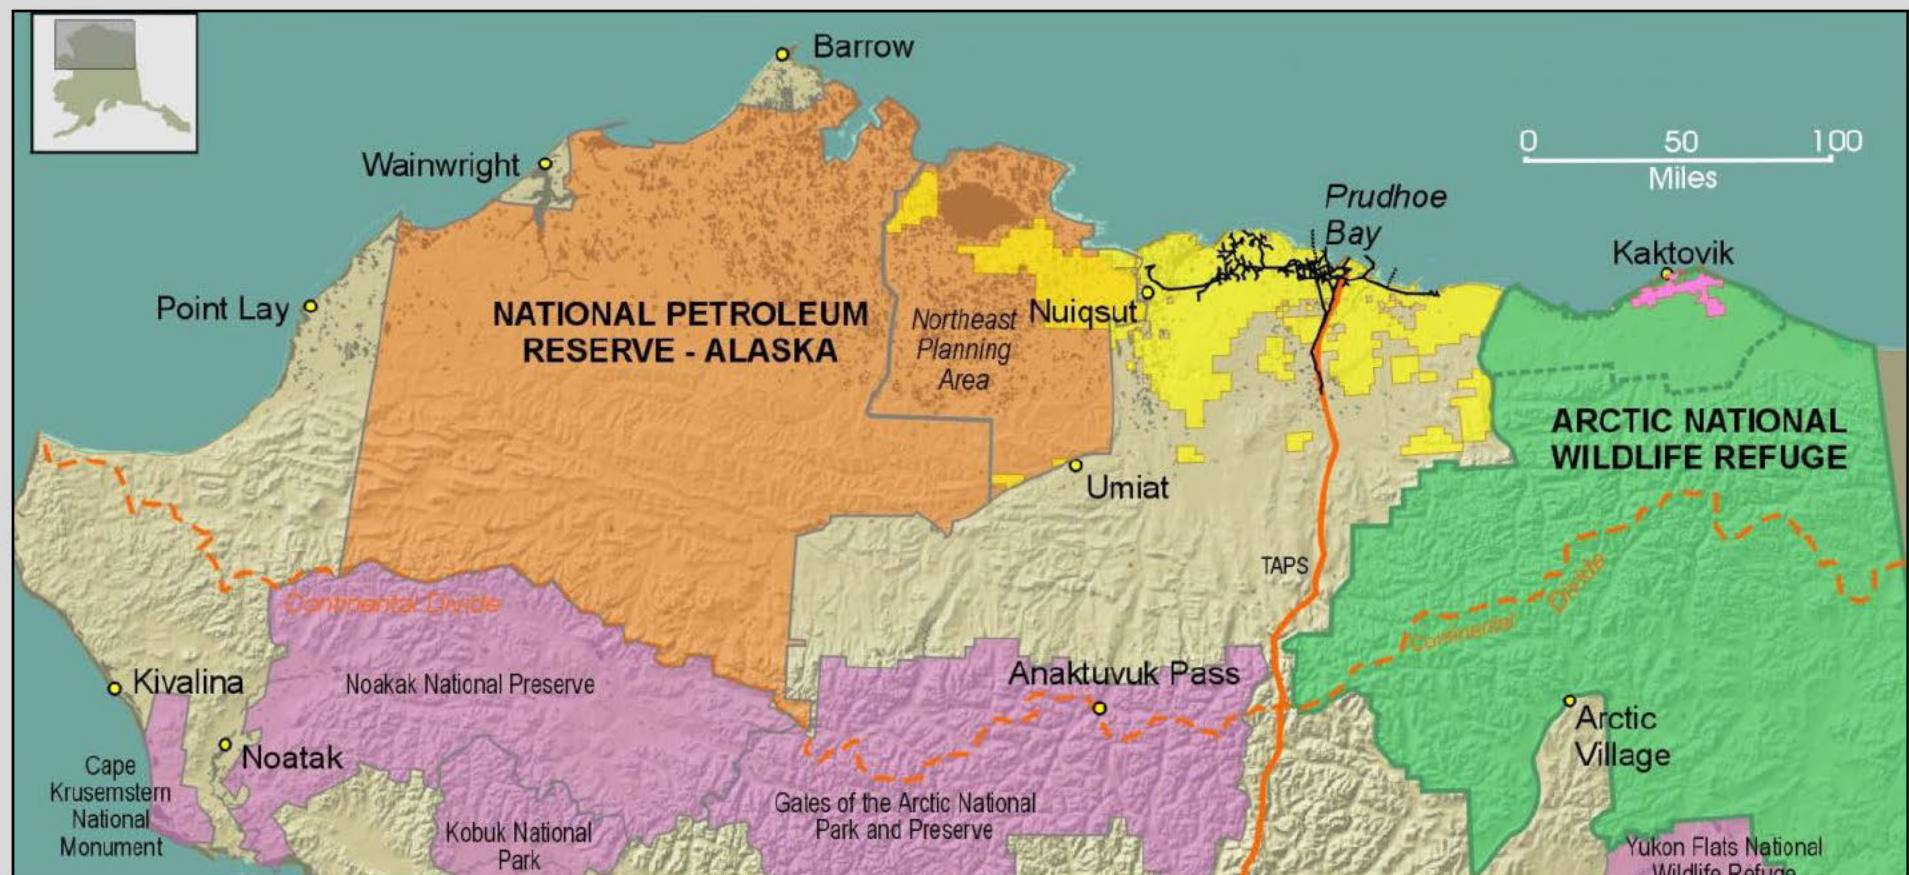 Barrow
Wainwright
0 50 100
Miles
Prudhoe
Bay
Kaktovik
Point Lay
NATIONAL PETROLEUM
RESERVE - ALASKA
Northeast
Planning
Area
Nuiqsut
ARCTIC NATIONAL
WILDLIFE REFUGE
Umiat
TAPS
Continental Divide
Continental
Divide
Kivalina
Noakak National Preserve
Anaktuvuk Pass
Noatak
Arctic
Village
Cape
Krusemstern
National
Monument
Gates of the Arctic National
Park and Preserve
Kobuk National
Park
Yukon Flats National
Wildlife Refuge